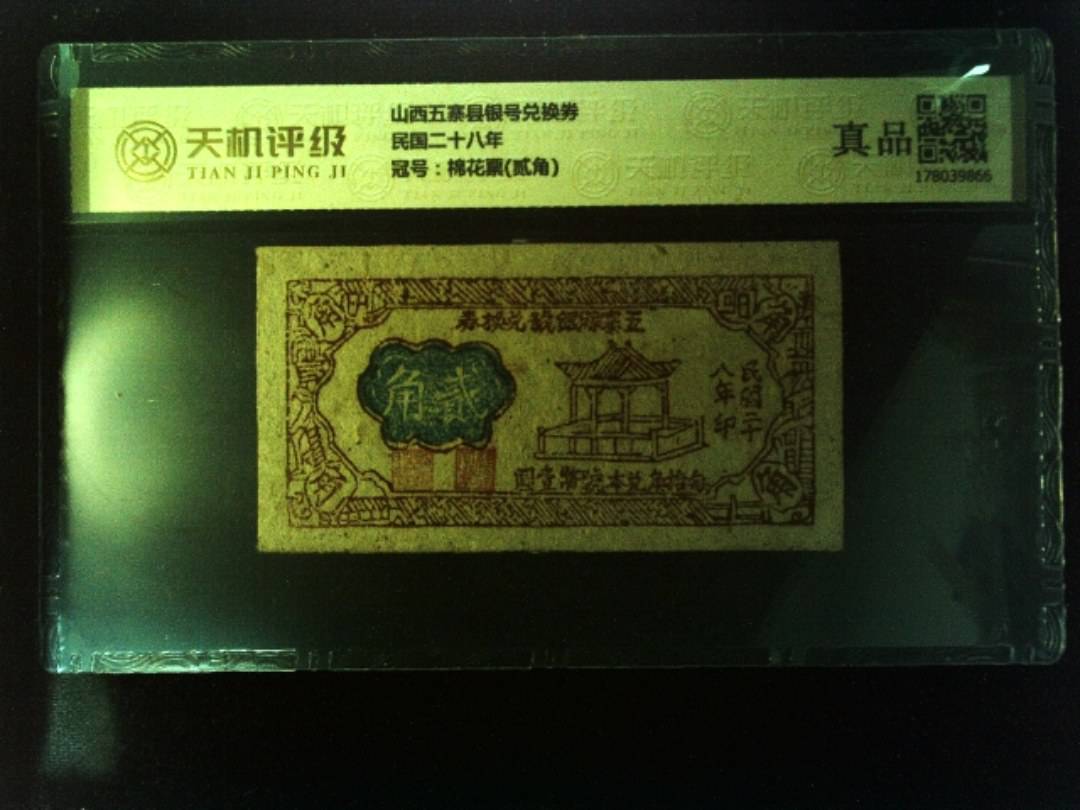 天机评级
TIAN JI PING JI
山西五寨县银号兑换券
民国二十八年
冠号：棉花票(贰角)
真品
178039866
五寨縣銀號兌換券
貳角
民國二十
八年印